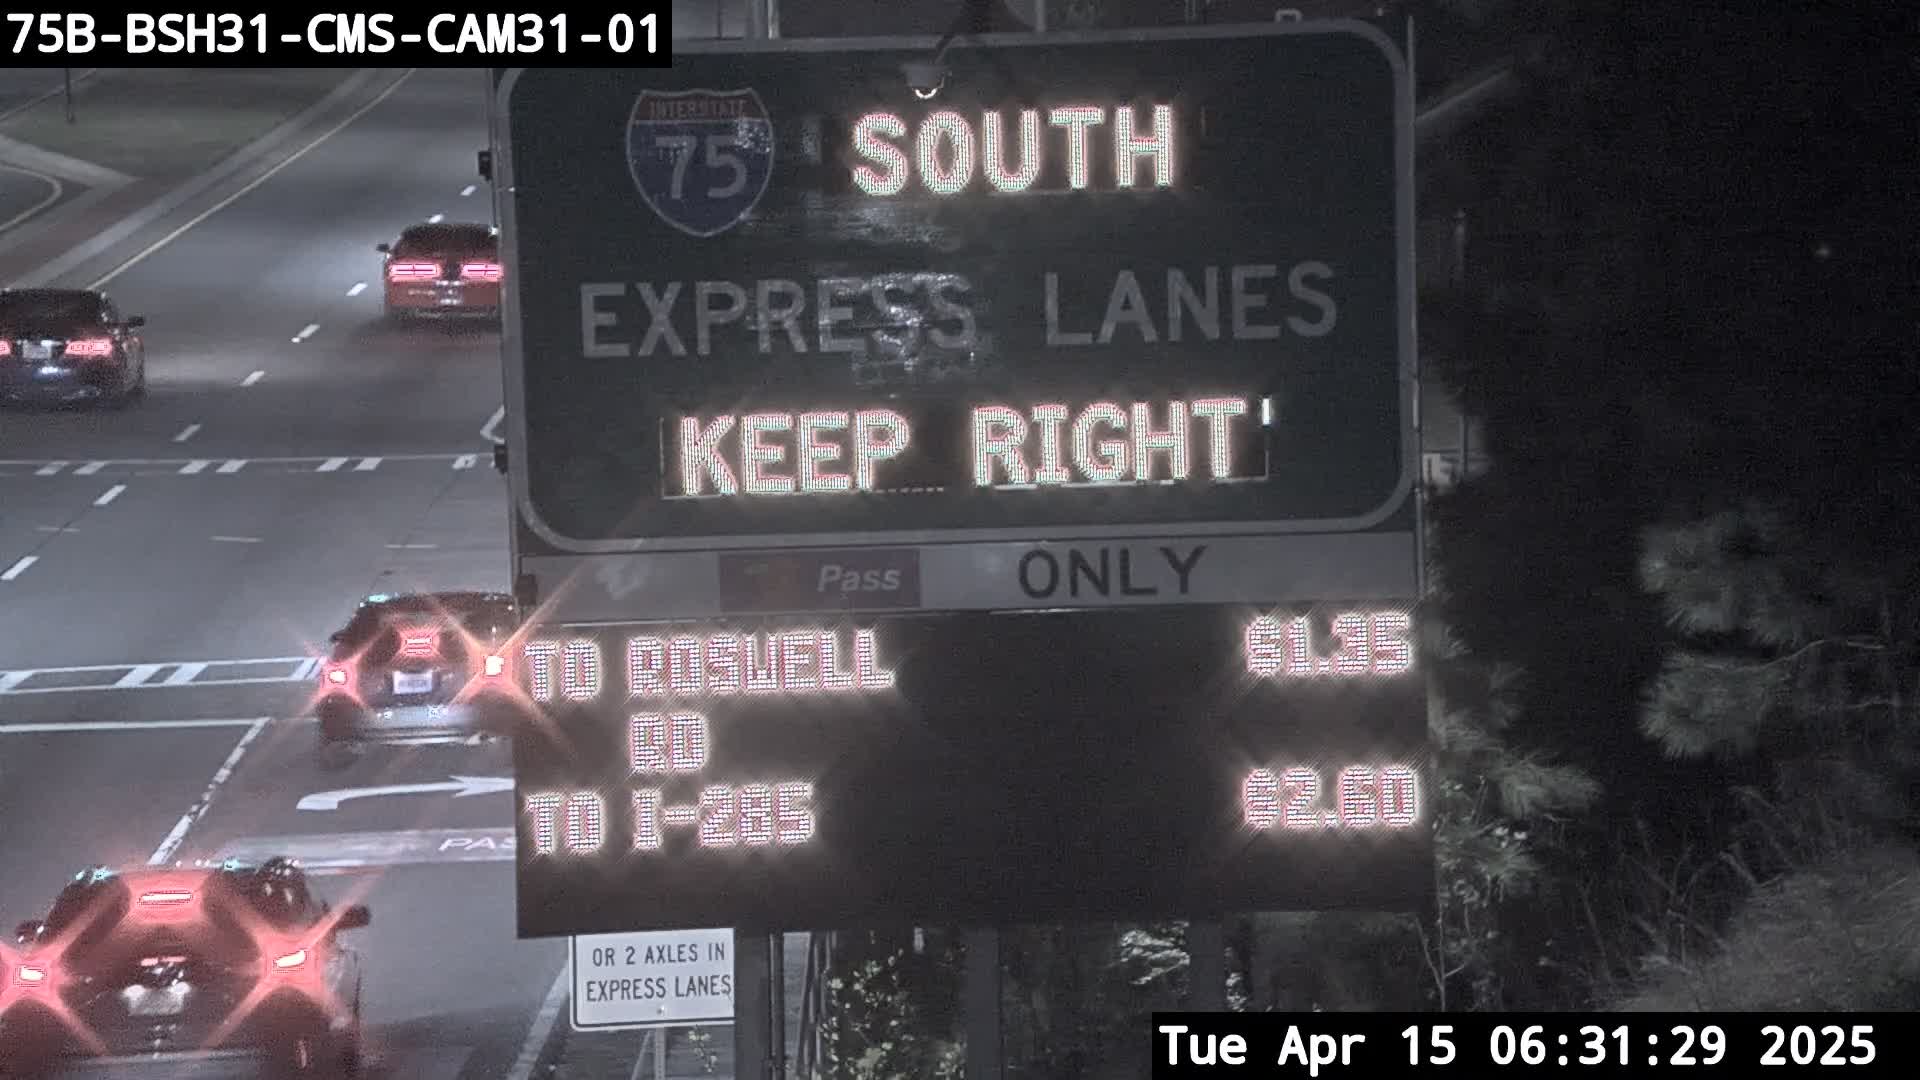 75B-BSH31-CMS-CAM31-01
INTERSTATE
75
SOUTH
EXPRESS LANES
KEEP RIGHT
Pass ONLY
TO ROSWELL $1.35
RD
TO I-285 $2.60
PAS
OR 2 AXLES IN
EXPRESS LANES
Tue Apr 15 06:31:29 2025